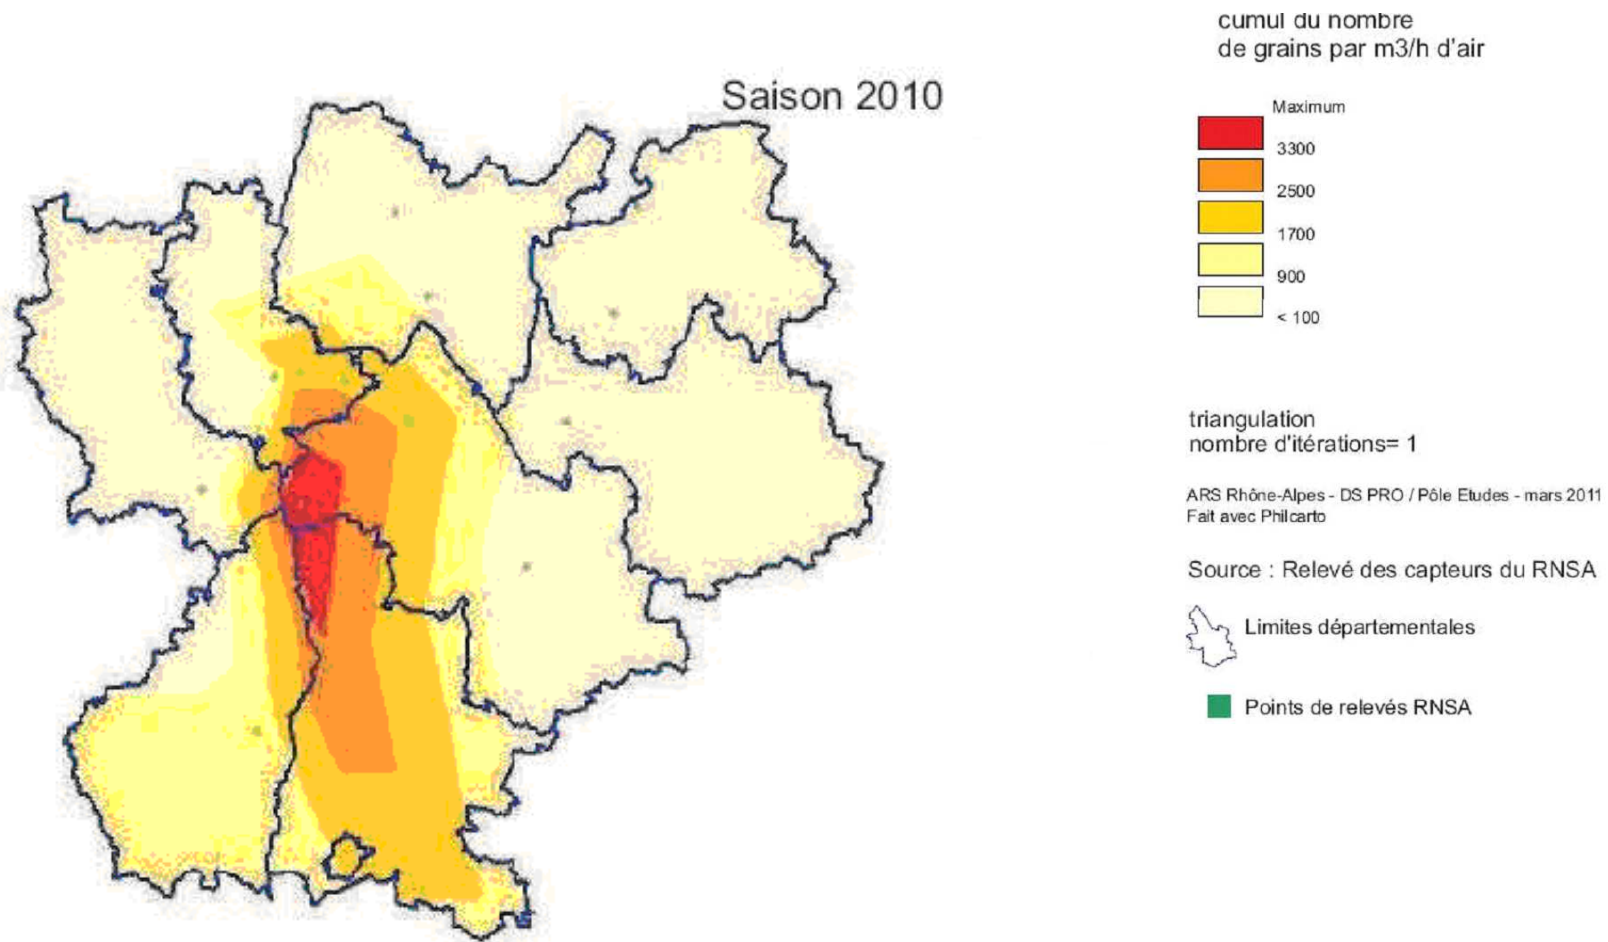 cumul du nombre
de grains par m3/h d'air
Saison 2010
Maximum
3300
2500
1700
900
< 100
triangulation
nombre d'itérations= 1
ARS Rhône-Alpes - DS PRO / Pôle Etudes - mars 2011
Fait avec Philcarto
Source : Relevé des capteurs du RNSA
Limites départementales
Points de relevés RNSA